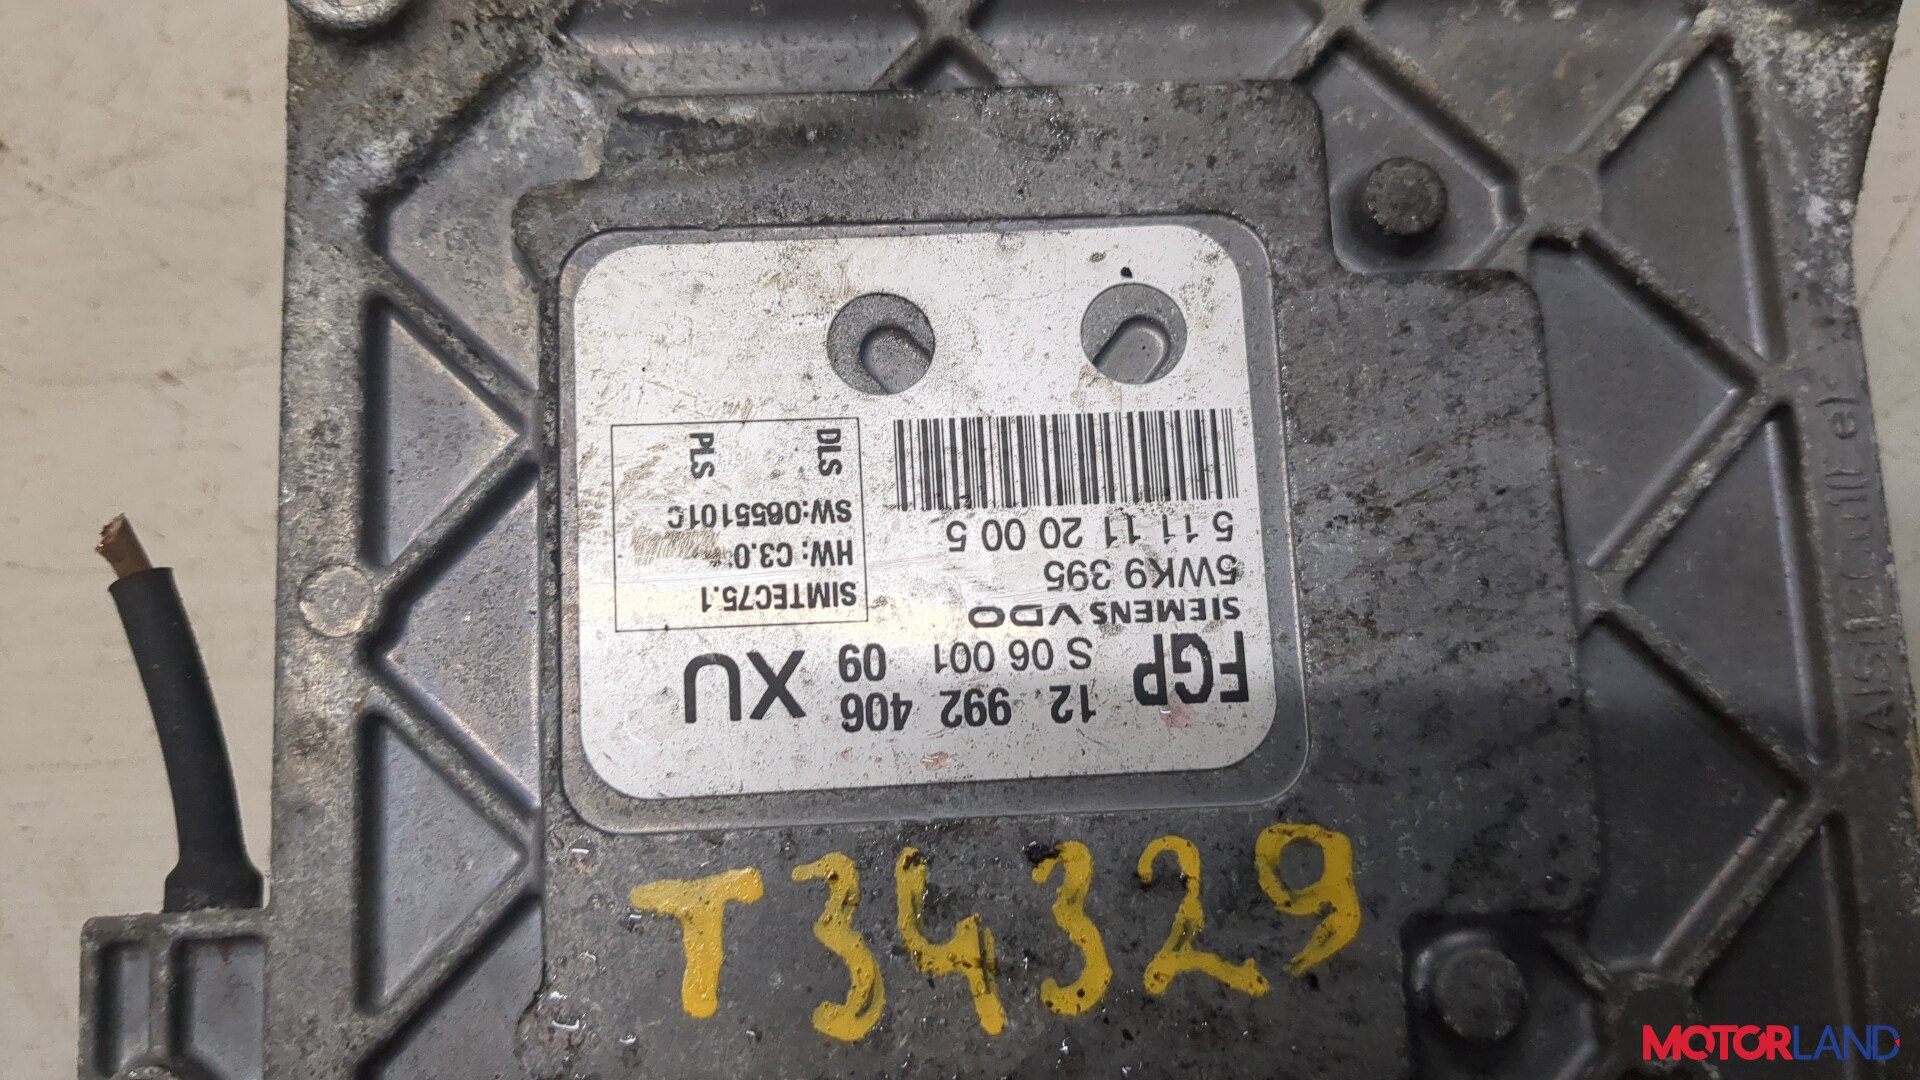 FGP 12 992 406 XU
S 06 001 09
SIEMENS VDO
5WK9 395
5 11 11 20 00 5
SIMTEC75.1
HW: C3.0
SW:0655101C
DLS
PLS
T34329
MOTORLAND